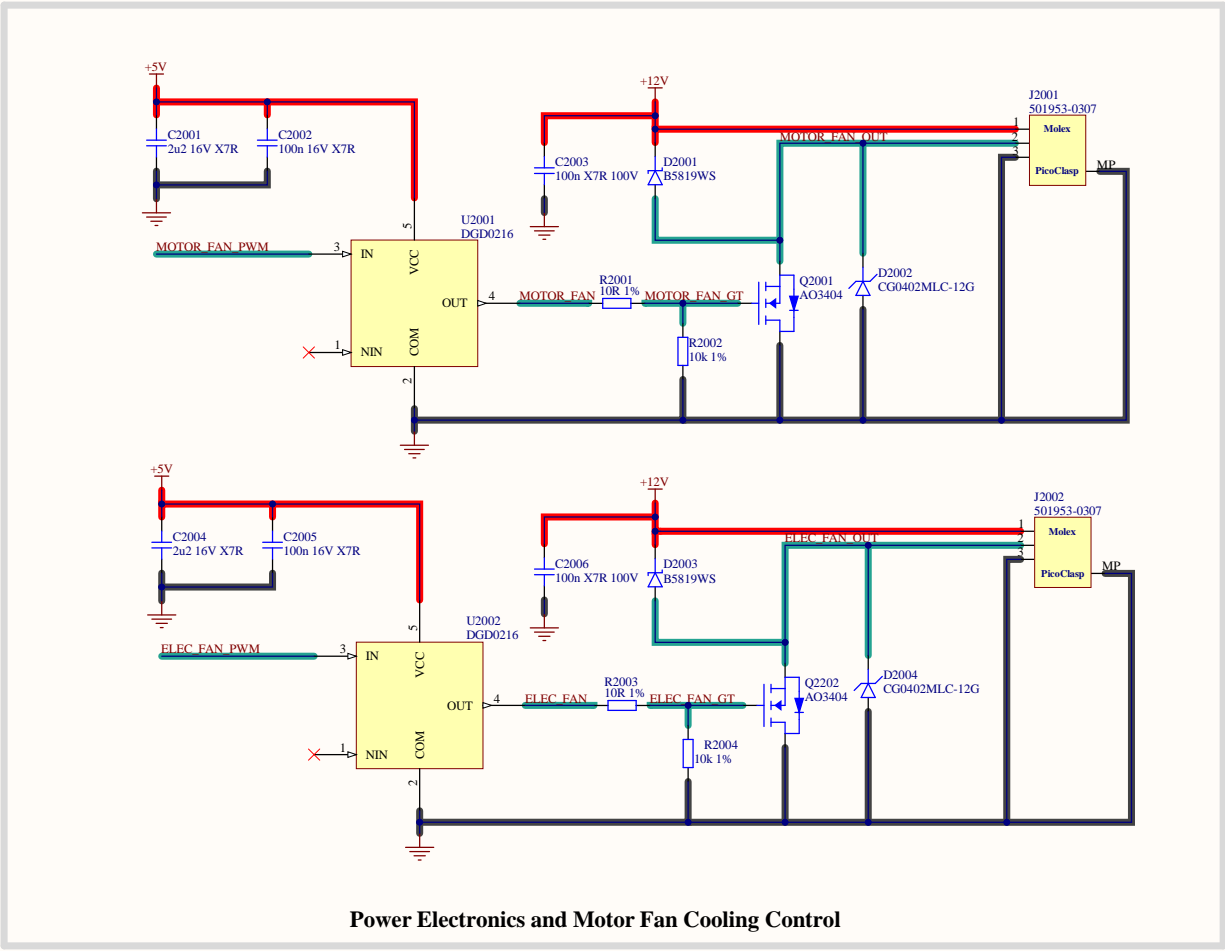 +5V
C2001
2u2 16V X7R
C2002
100n 16V X7R
+12V
C2003
100n X7R 100V
D2001
B5819WS
J2001
501953-0307
1
2
3
Molex
PicoClasp
MP
MOTOR_FAN_OUT
U2001
DGD0216
MOTOR_FAN_PWM
3
IN
5
VCC
OUT
4
1
NIN
COM
2
MOTOR_FAN
R2001
10R 1%
MOTOR_FAN_GT
R2002
10k 1%
Q2001
AO3404
D2002
CG0402MLC-12G
+5V
C2004
2u2 16V X7R
C2005
100n 16V X7R
+12V
C2006
100n X7R 100V
D2003
B5819WS
J2002
501953-0307
1
2
3
Molex
PicoClasp
MP
ELEC_FAN_OUT
U2002
DGD0216
ELEC_FAN_PWM
3
IN
5
VCC
OUT
4
1
NIN
COM
2
ELEC_FAN
R2003
10R 1%
ELEC_FAN_GT
R2004
10k 1%
Q2202
AO3404
D2004
CG0402MLC-12G
Power Electronics and Motor Fan Cooling Control